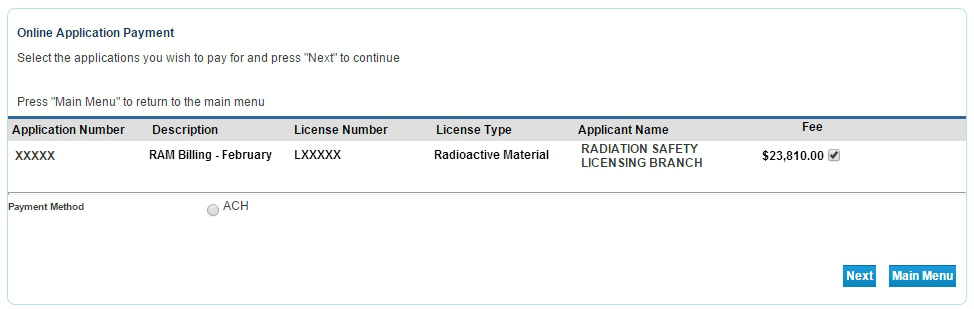 Online Application Payment
Select the applications you wish to pay for and press "Next" to continue
Press "Main Menu" to return to the main menu
Application Number Description License Number License Type Applicant Name Fee
XXXXX RAM Billing - February LXXXXX Radioactive Material RADIATION SAFETY $23,810.00
LICENSING BRANCH
Payment Method ACH
Next Main Menu